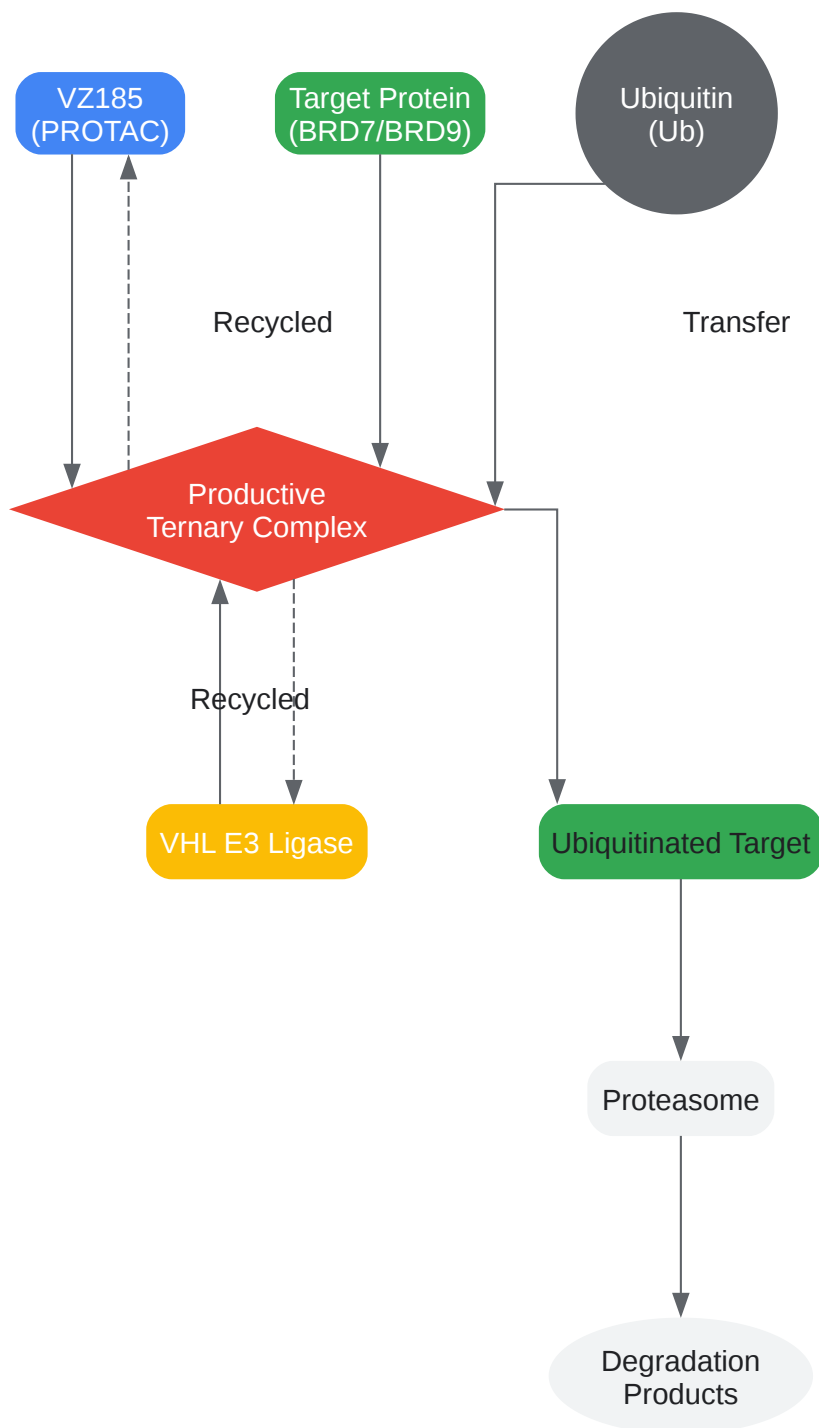 VZ185
(PROTAC)
Target Protein
(BRD7/BRD9)
Ubiquitin
(Ub)
Recycled
Transfer
Productive
Ternary Complex
Recycled
VHL E3 Ligase
Ubiquitinated Target
Proteasome
Degradation
Products